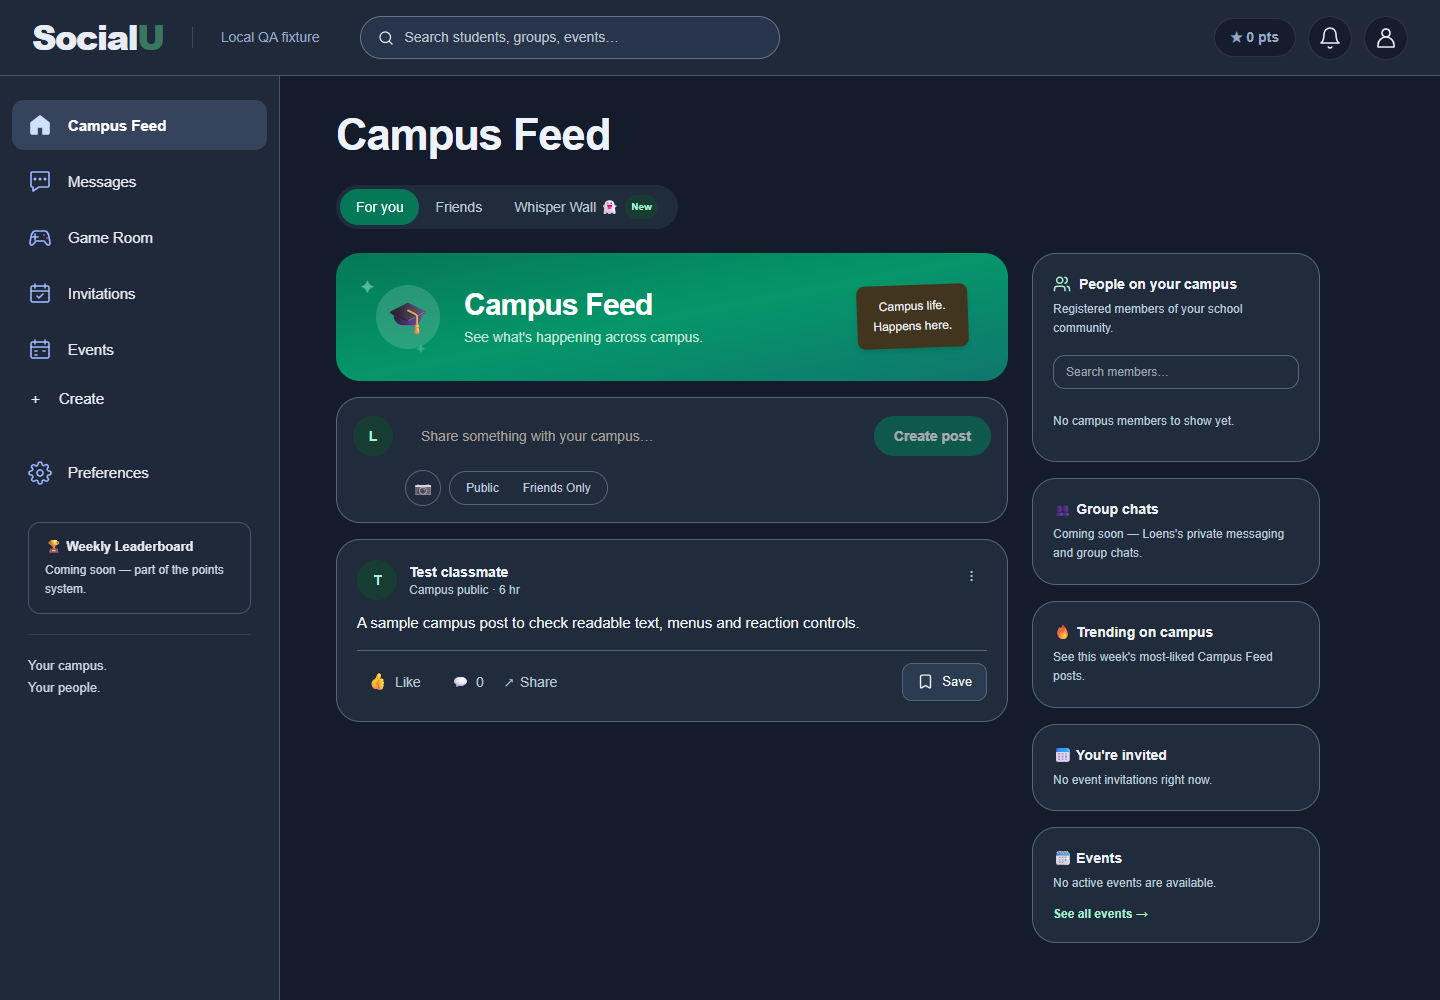 SocialU
Local QA fixture
Search students, groups, events…
★ 0 pts
Campus Feed
Messages
Game Room
Invitations
Events
+ Create
Preferences
Weekly Leaderboard
Coming soon — part of the points
system.
Your campus.
Your people.
Campus Feed
For you
Friends
Whisper Wall
New
Campus Feed
See what's happening across campus.
Campus life.
Happens here.
L
Share something with your campus…
Create post
Public
Friends Only
T
Test classmate
Campus public · 6 hr
A sample campus post to check readable text, menus and reaction controls.
Like
0
↗ Share
Save
People on your campus
Registered members of your school
community.
Search members…
No campus members to show yet.
Group chats
Coming soon — Loens's private messaging
and group chats.
Trending on campus
See this week's most-liked Campus Feed
posts.
You're invited
No event invitations right now.
Events
No active events are available.
See all events →